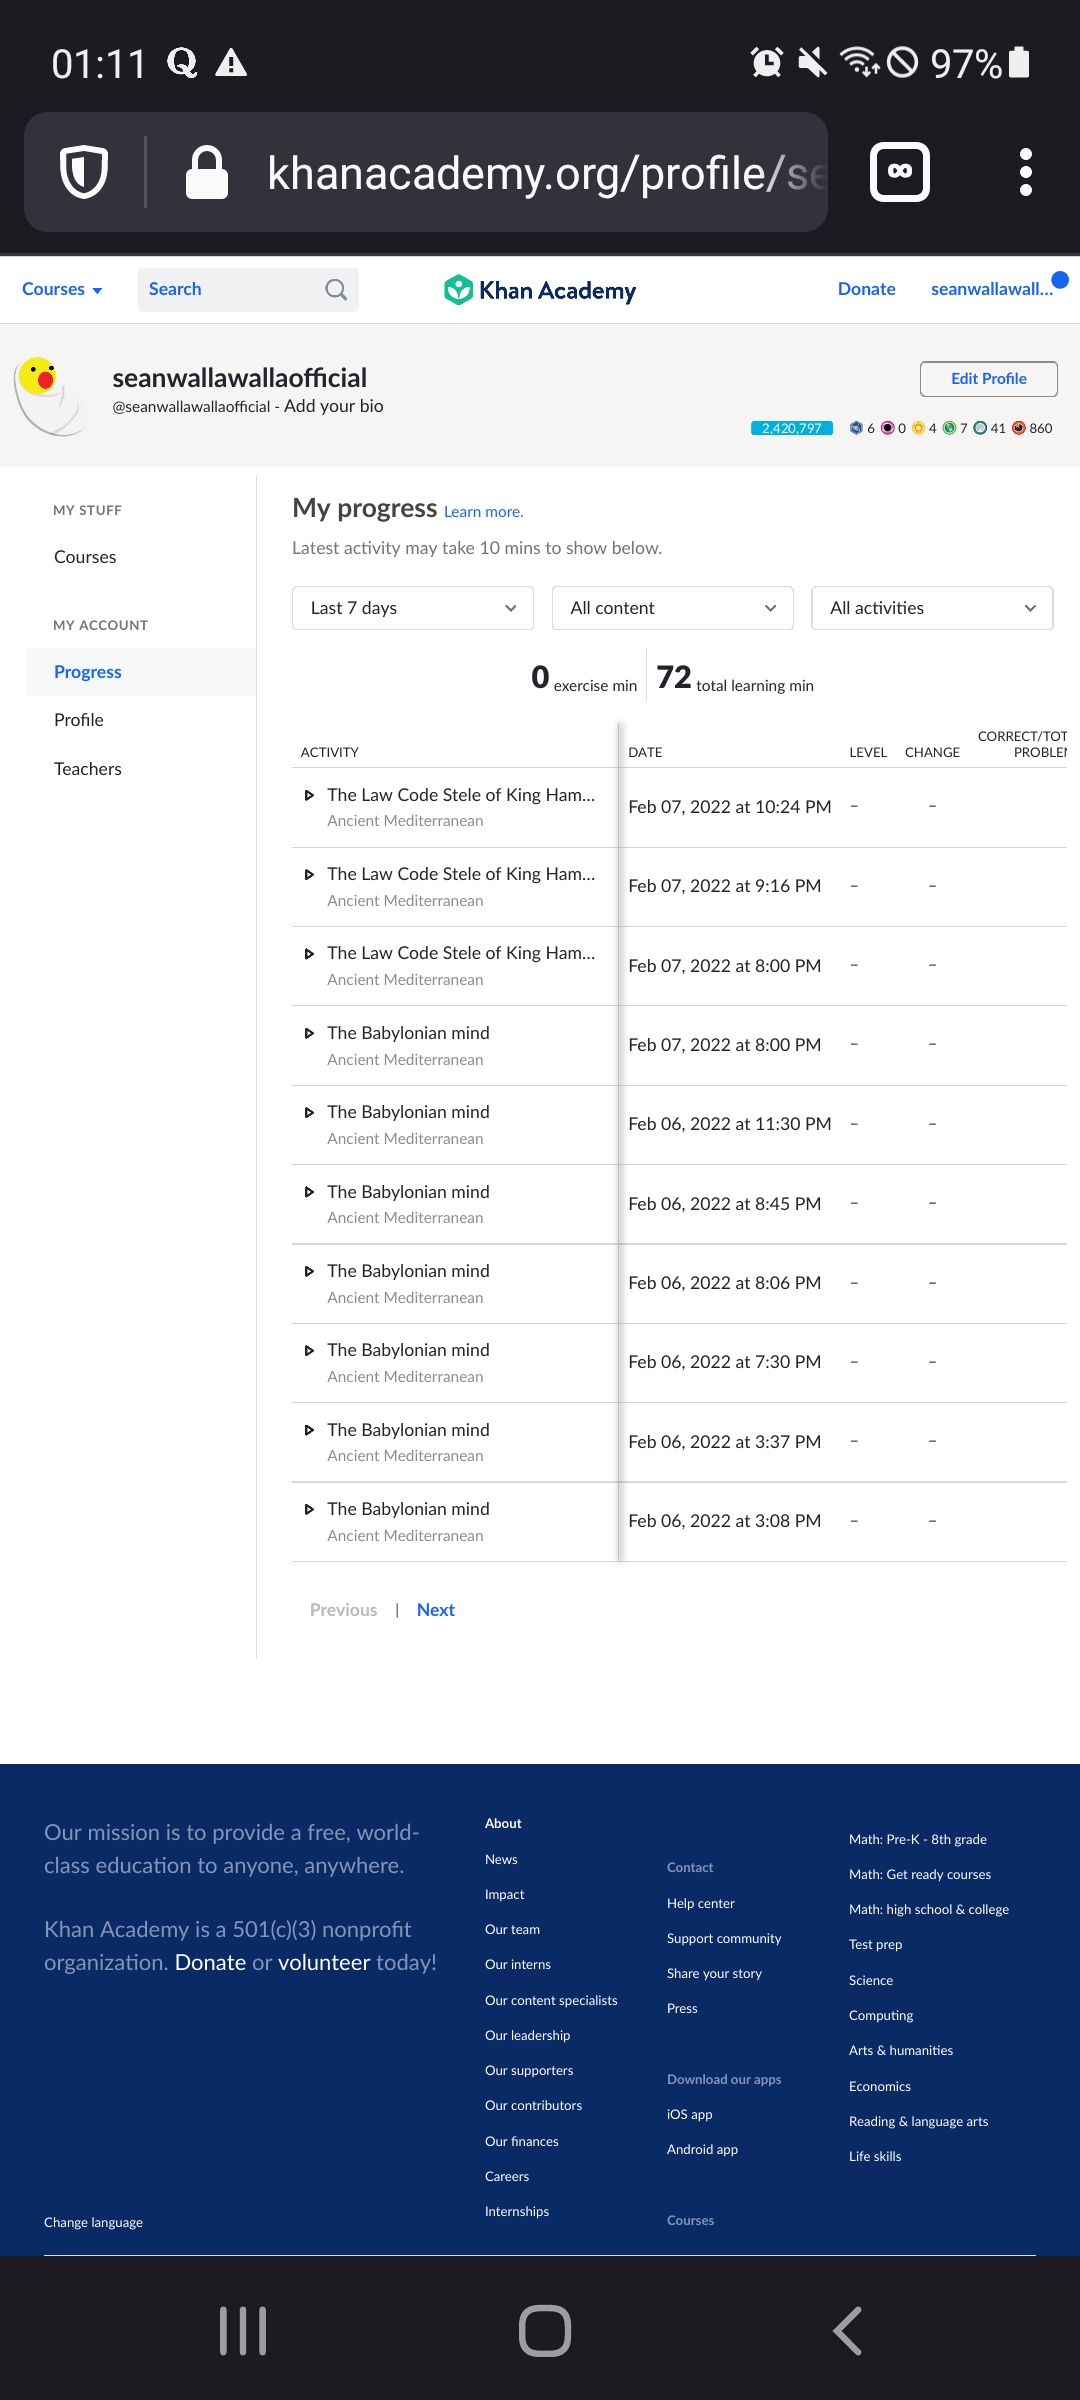 01:11
97%
khanacademy.org/profile/se
Courses
Search
Khan Academy
Donate
seanwallawall...
seanwallawallaofficial
@seanwallawallaofficial - Add your bio
Edit Profile
2,420,797 6 0 4 7 41 860
MY STUFF
Courses
MY ACCOUNT
Progress
Profile
Teachers
My progress Learn more.
Latest activity may take 10 mins to show below.
Last 7 days
All content
All activities
0 exercise min
72 total learning min
ACTIVITY DATE LEVEL CHANGE CORRECT/TOT
PROBLEM
The Law Code Stele of King Ham...
Ancient Mediterranean
Feb 07, 2022 at 10:24 PM – –
The Law Code Stele of King Ham...
Ancient Mediterranean
Feb 07, 2022 at 9:16 PM – –
The Law Code Stele of King Ham...
Ancient Mediterranean
Feb 07, 2022 at 8:00 PM – –
The Babylonian mind
Ancient Mediterranean
Feb 07, 2022 at 8:00 PM – –
The Babylonian mind
Ancient Mediterranean
Feb 06, 2022 at 11:30 PM – –
The Babylonian mind
Ancient Mediterranean
Feb 06, 2022 at 8:45 PM – –
The Babylonian mind
Ancient Mediterranean
Feb 06, 2022 at 8:06 PM – –
The Babylonian mind
Ancient Mediterranean
Feb 06, 2022 at 7:30 PM – –
The Babylonian mind
Ancient Mediterranean
Feb 06, 2022 at 3:37 PM – –
The Babylonian mind
Ancient Mediterranean
Feb 06, 2022 at 3:08 PM – –
Previous | Next
Our mission is to provide a free, world-
class education to anyone, anywhere.
Khan Academy is a 501(c)(3) nonprofit
organization. Donate or volunteer today!
Change language
About
News
Impact
Our team
Our interns
Our content specialists
Our leadership
Our supporters
Our contributors
Our finances
Careers
Internships
Contact
Help center
Support community
Share your story
Press
Download our apps
iOS app
Android app
Courses
Math: Pre-K - 8th grade
Math: Get ready courses
Math: high school & college
Test prep
Science
Computing
Arts & humanities
Economics
Reading & language arts
Life skills